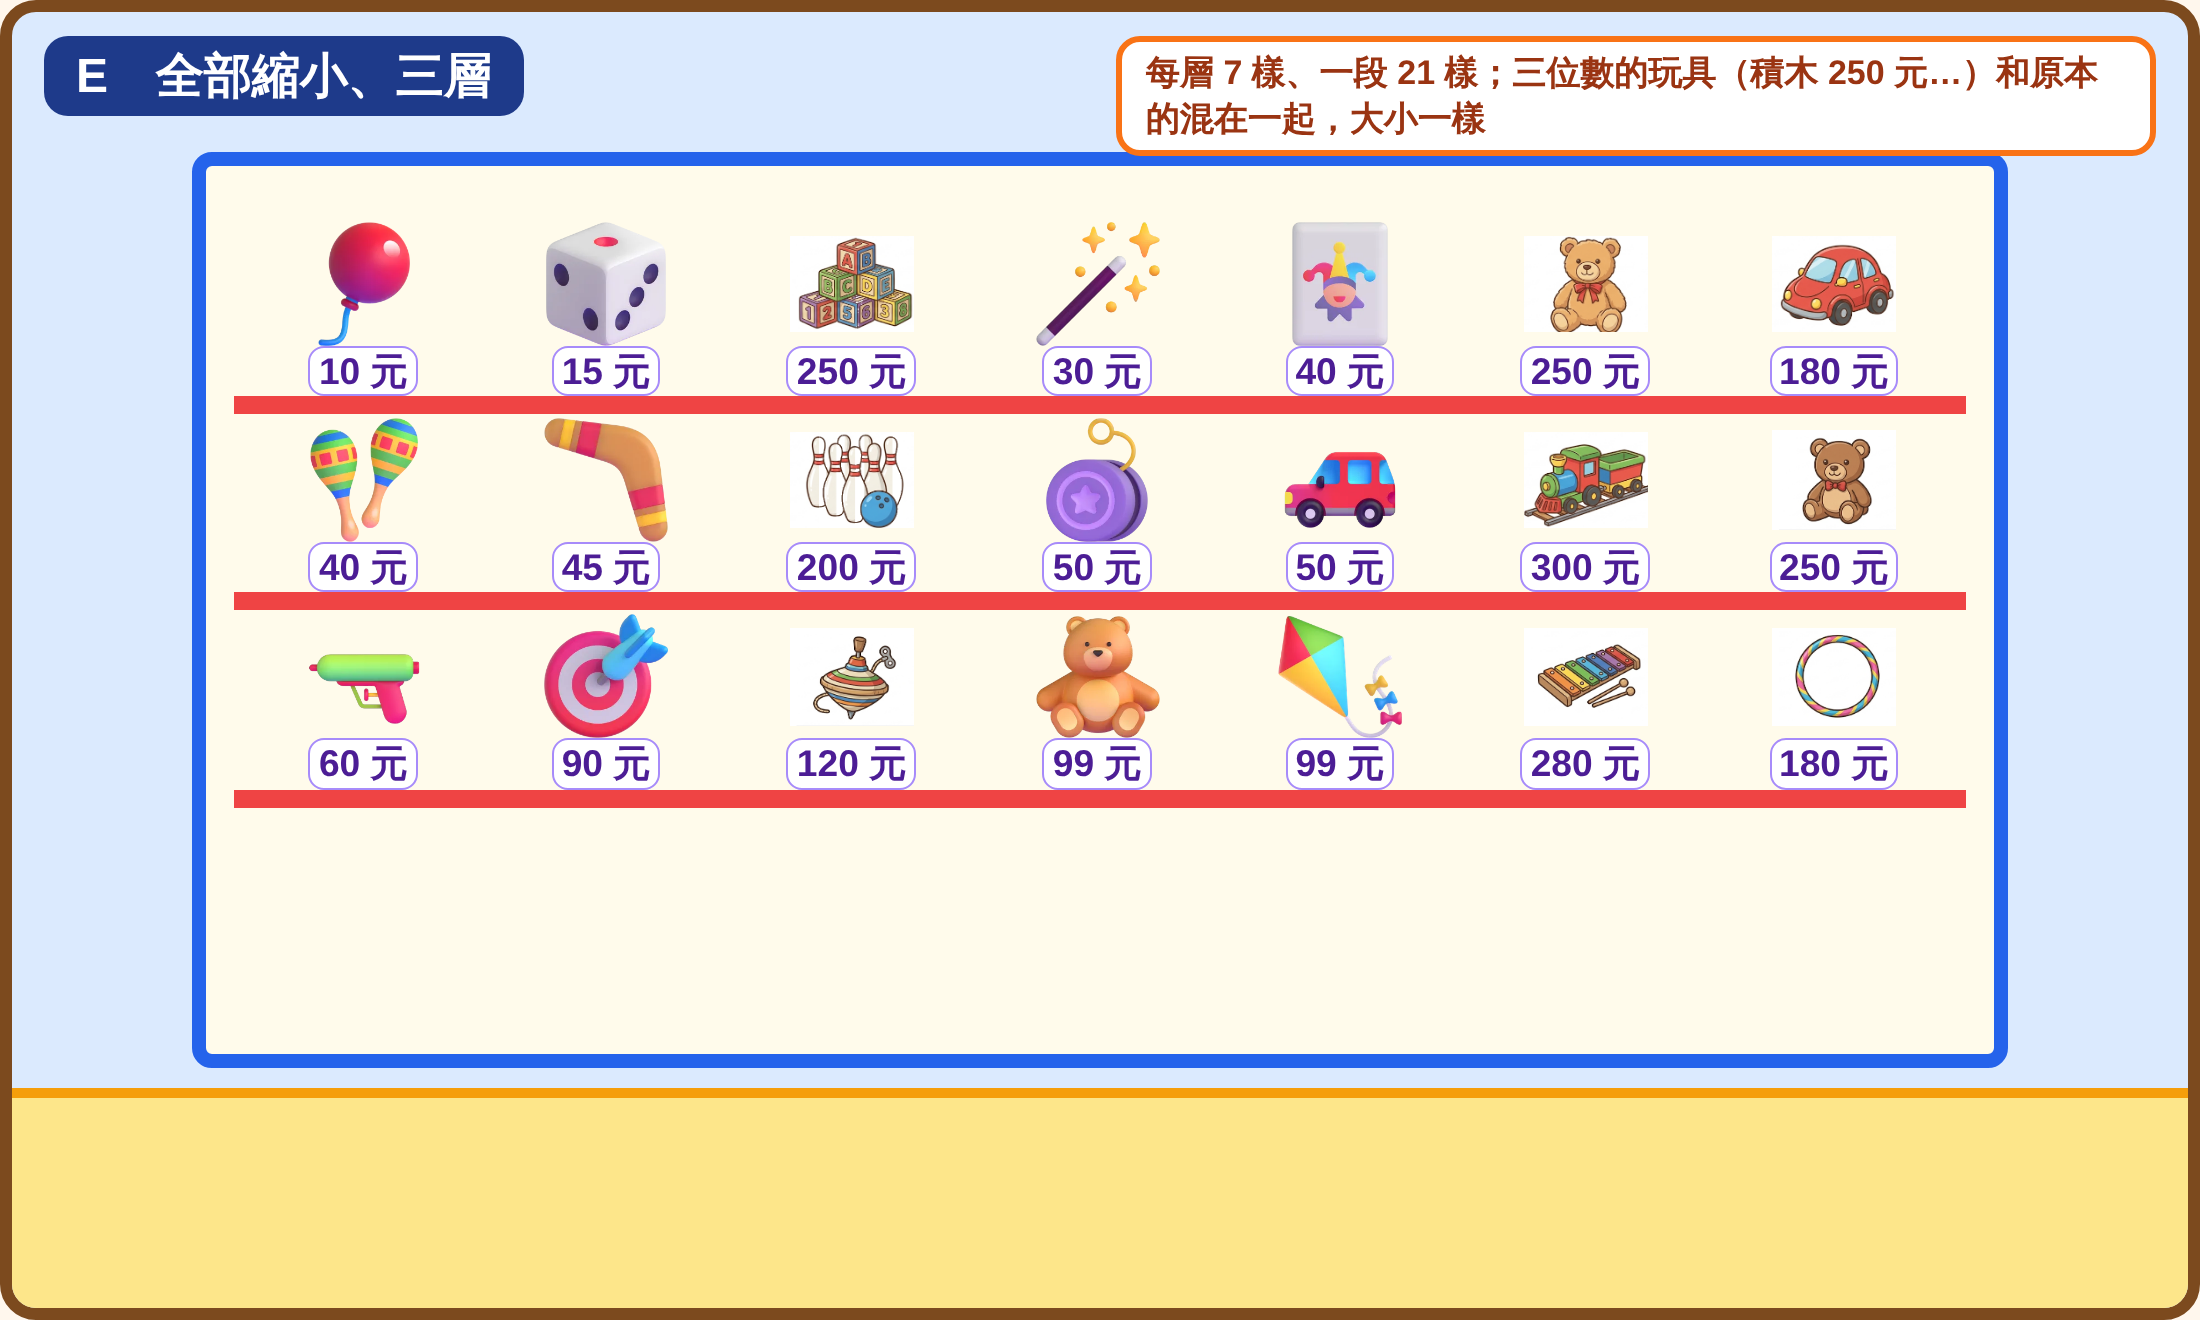 E 全部縮小、三層
每層 7 樣、一段 21 樣；三位數的玩具（積木 250 元…）和原本
的混在一起，大小一樣
10 元 15 元 250 元 30 元 40 元 250 元 180 元
40 元 45 元 200 元 50 元 50 元 300 元 250 元
60 元 90 元 120 元 99 元 99 元 280 元 180 元